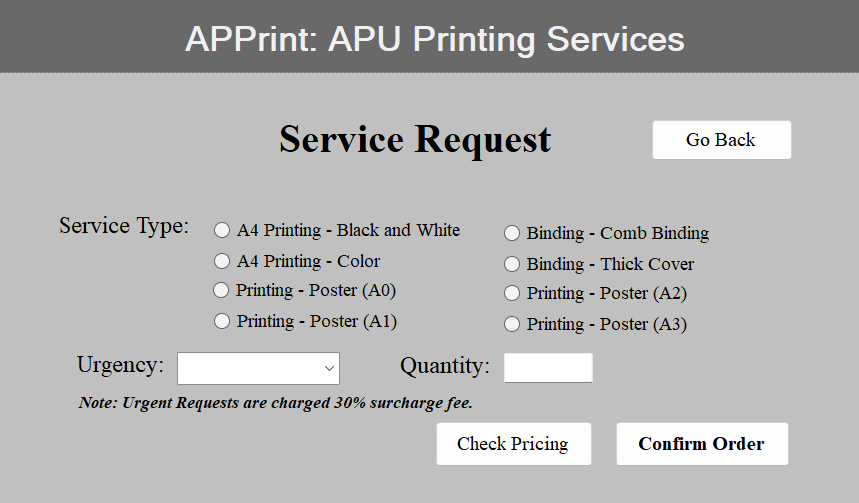 APPrint: APU Printing Services
Service Request
Go Back
Service Type:
A4 Printing - Black and White
Binding - Comb Binding
A4 Printing - Color
Binding - Thick Cover
Printing - Poster (A0)
Printing - Poster (A2)
Printing - Poster (A1)
Printing - Poster (A3)
Urgency:
Quantity:
Note: Urgent Requests are charged 30% surcharge fee.
Check Pricing
Confirm Order